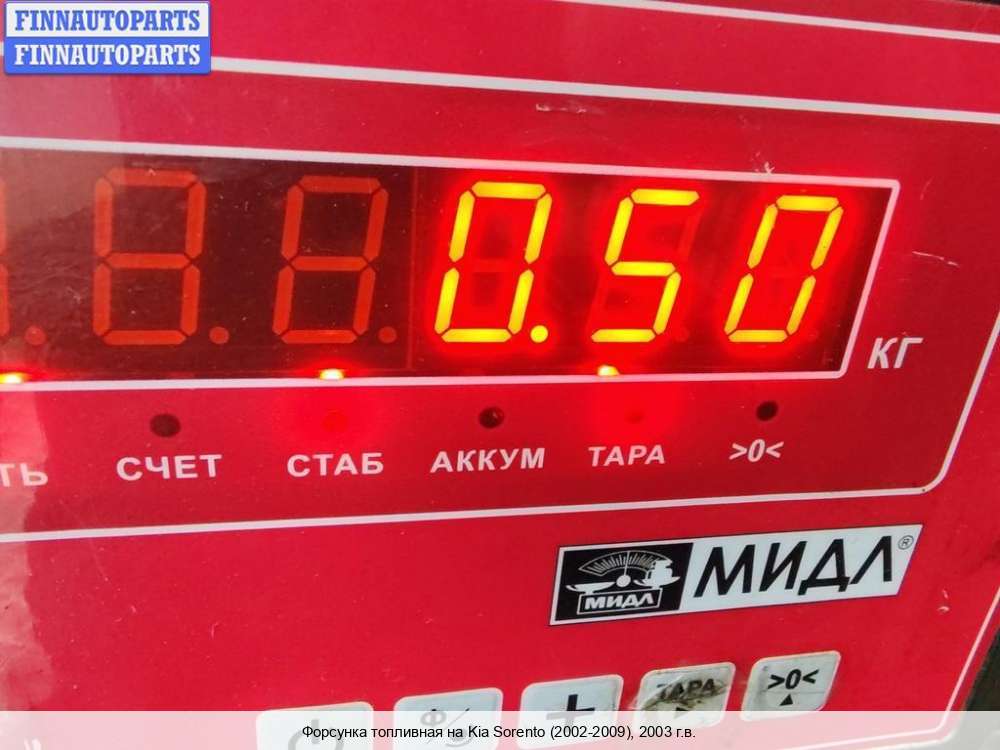 FINNAUTOPARTS
FINNAUTOPARTS
0.50
КГ
ТЬ СЧЕТ СТАБ АККУМ ТАРА >0<
МИДЛ МИДЛ®
Ф + ТАРА >0<
Форсунка топливная на Kia Sorento (2002-2009), 2003 г.в.